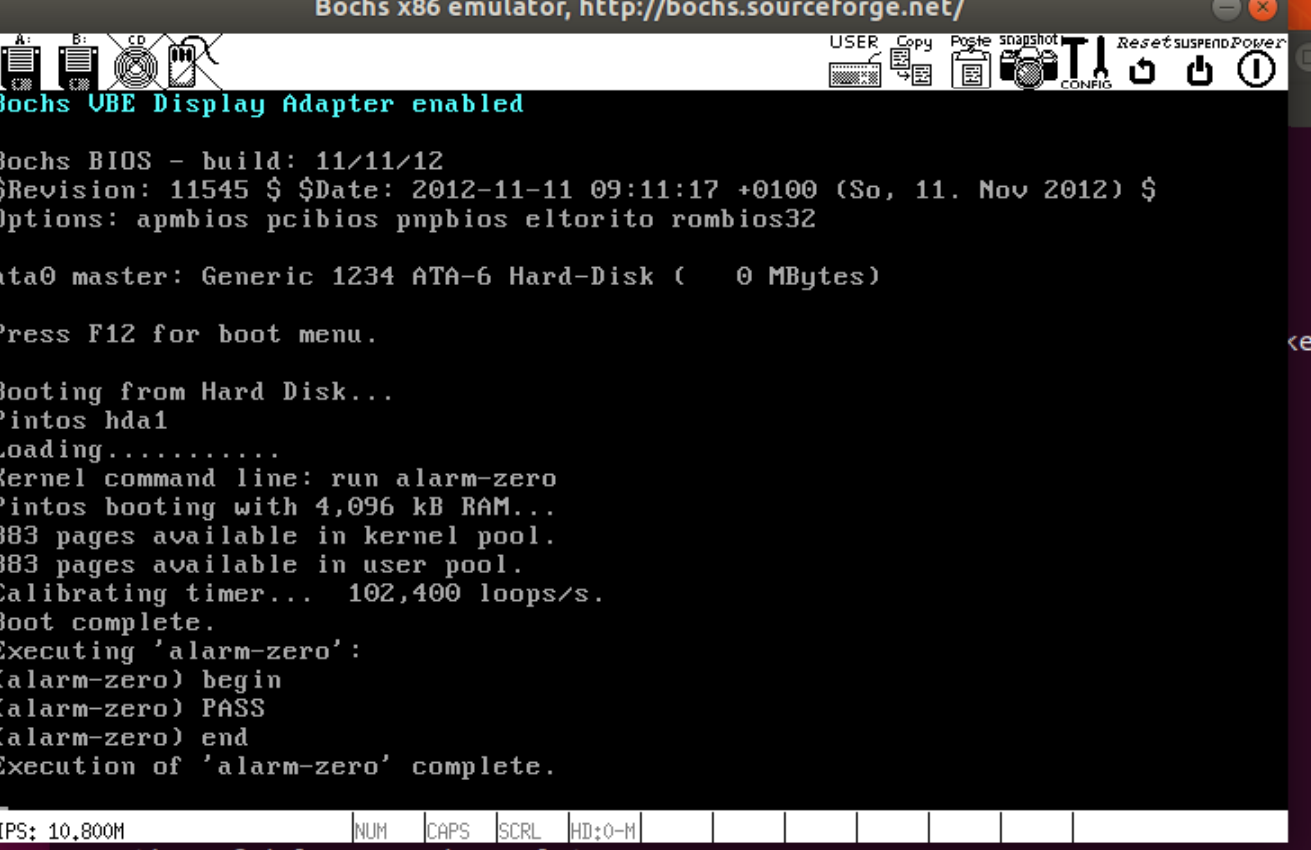 Bochs x86 emulator, http://bochs.sourceforge.net/
A: B: CD USER Copy Paste snapshot CONFIG Reset SUSPEND Power
Bochs VBE Display Adapter enabled
Bochs BIOS - build: 11/11/12
$Revision: 11545 $ $Date: 2012-11-11 09:11:17 +0100 (So, 11. Nov 2012) $
Options: apmbios pcibios pnpbios eltorito rombios32
ata0 master: Generic 1234 ATA-6 Hard-Disk ( 0 MBytes)
Press F12 for boot menu.
ke
Booting from Hard Disk...
Pintos hda1
Loading...........
Kernel command line: run alarm-zero
Pintos booting with 4,096 kB RAM...
383 pages available in kernel pool.
383 pages available in user pool.
Calibrating timer... 102,400 loops/s.
Boot complete.
Executing 'alarm-zero':
(alarm-zero) begin
(alarm-zero) PASS
(alarm-zero) end
Execution of 'alarm-zero' complete.
IPS: 10.800M NUM CAPS SCRL HD:0-M